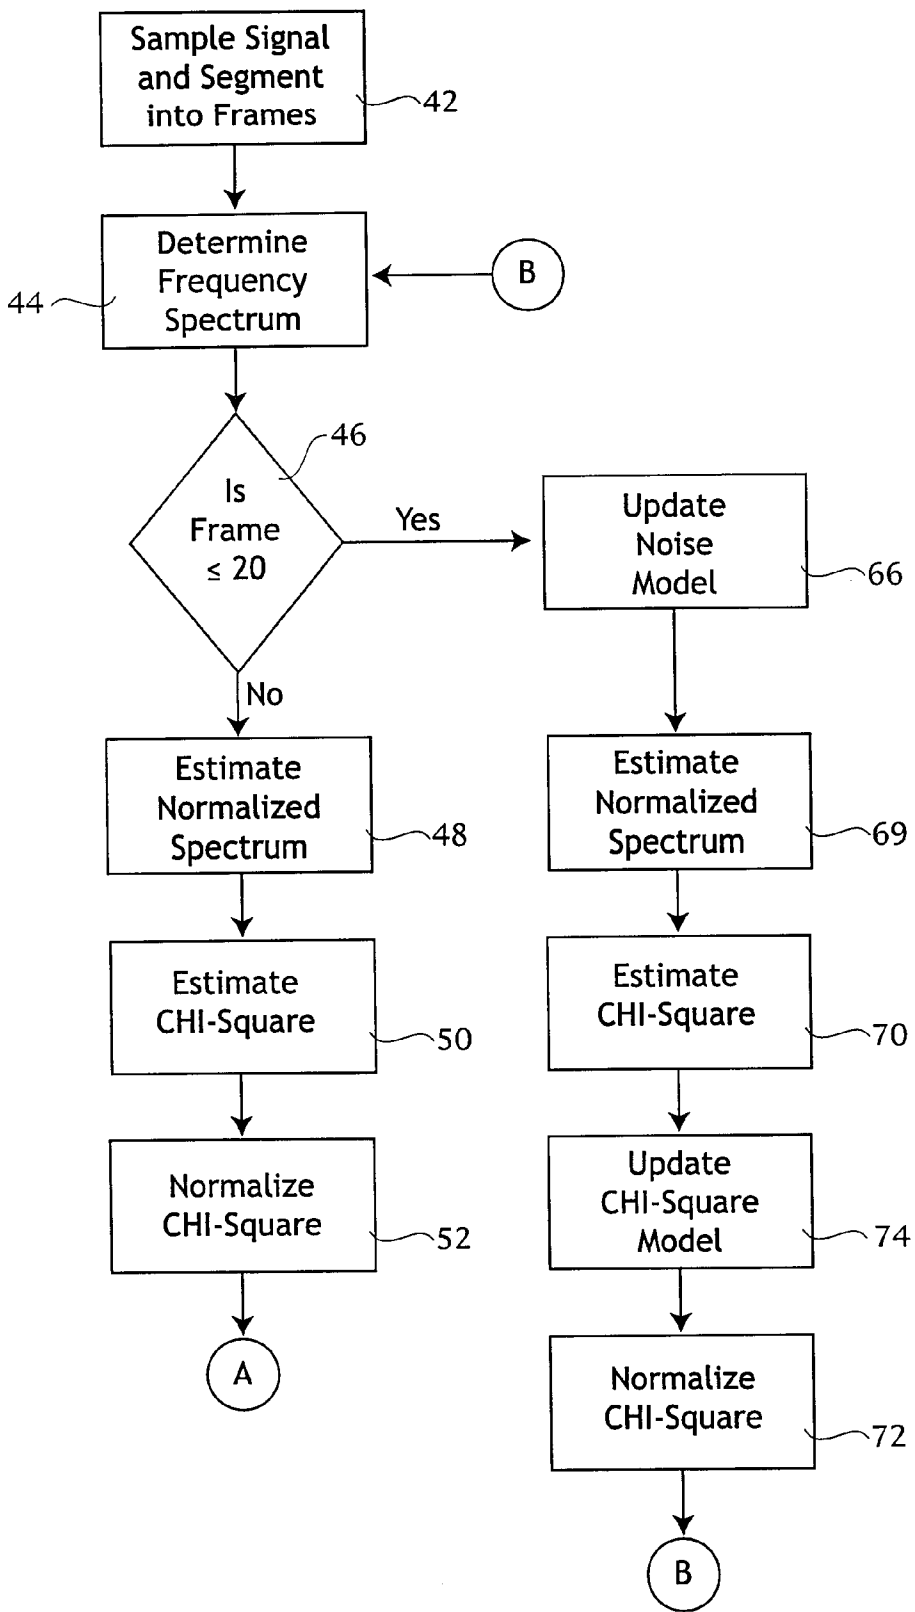 Sample Signal
and Segment
into Frames
42
Determine
Frequency
Spectrum
44
B
46
Is
Frame
≤ 20
Yes
Update
Noise
Model
66
No
Estimate
Normalized
Spectrum
48
Estimate
Normalized
Spectrum
69
Estimate
CHI-Square
50
Estimate
CHI-Square
70
Normalize
CHI-Square
52
Update
CHI-Square
Model
74
A
Normalize
CHI-Square
72
B